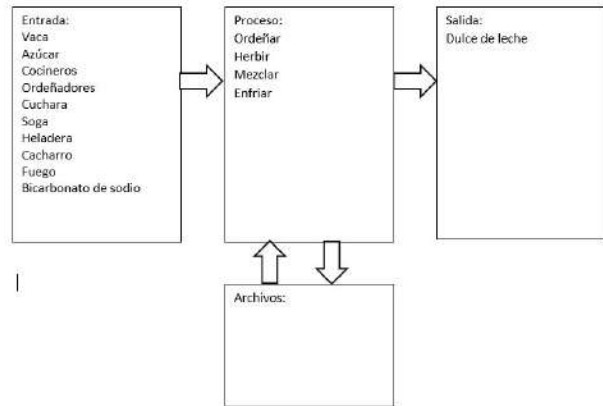 Entrada:
Vaca
Azúcar
Cocineros
Ordeñadores
Cuchara
Soga
Heladera
Cacharro
Fuego
Bicarbonato de sodio
Proceso:
Ordeñar
Herbir
Mezclar
Enfriar
Salida:
Dulce de leche
Archivos: